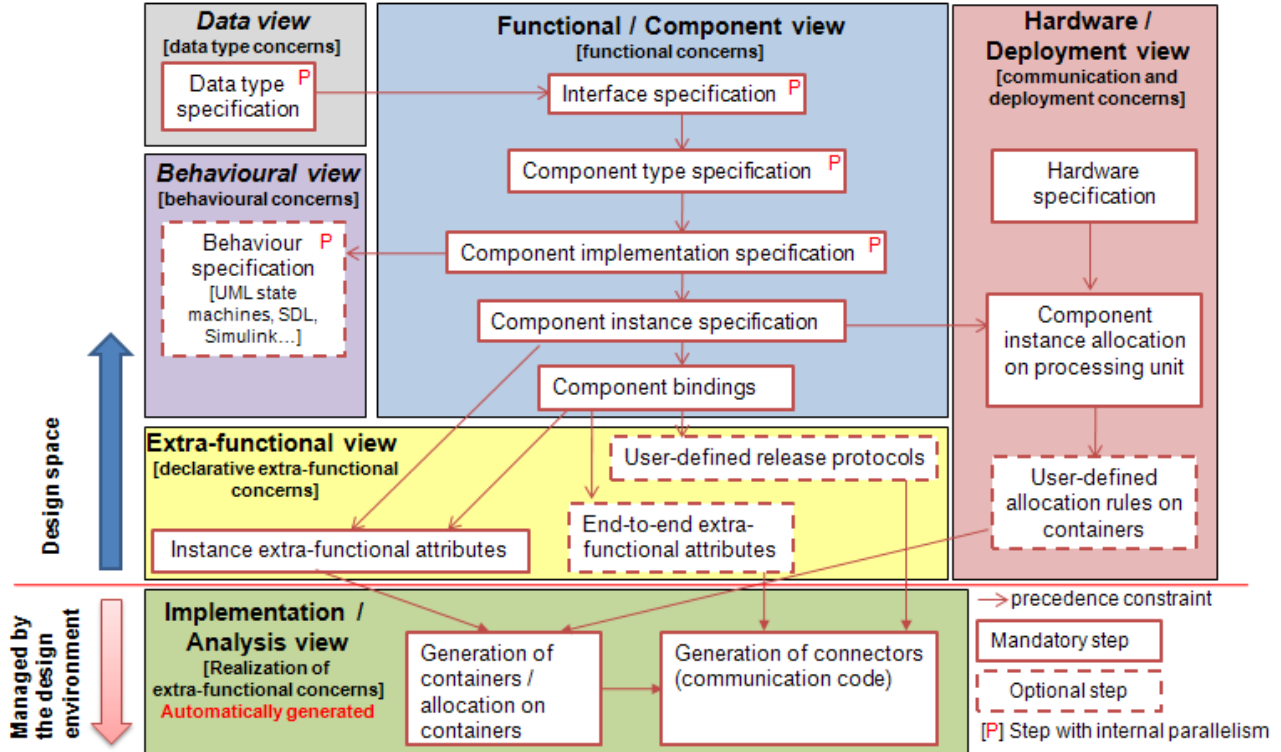 Data view
[data type concerns]
Data type
specification
P
Functional / Component view
[functional concerns]
Interface specification
P
Component type specification
P
Component implementation specification
P
Component instance specification
Component bindings
Hardware /
Deployment view
[communication and
deployment concerns]
Hardware
specification
Component
instance allocation
on processing unit
User-defined
allocation rules on
containers
Behavioural view
[behavioural concerns]
Behaviour
specification
P
[UML state
machines, SDL,
Simulink…]
Design space
Extra-functional view
[declarative extra-functional
concerns]
User-defined release protocols
End-to-end extra-
functional attributes
Instance extra-functional attributes
Managed by
the design
environment
Implementation /
Analysis view
[Realization of
extra-functional concerns]
Automatically generated
Generation of
containers /
allocation on
containers
Generation of connectors
(communication code)
precedence constraint
Mandatory step
Optional step
[P] Step with internal parallelism